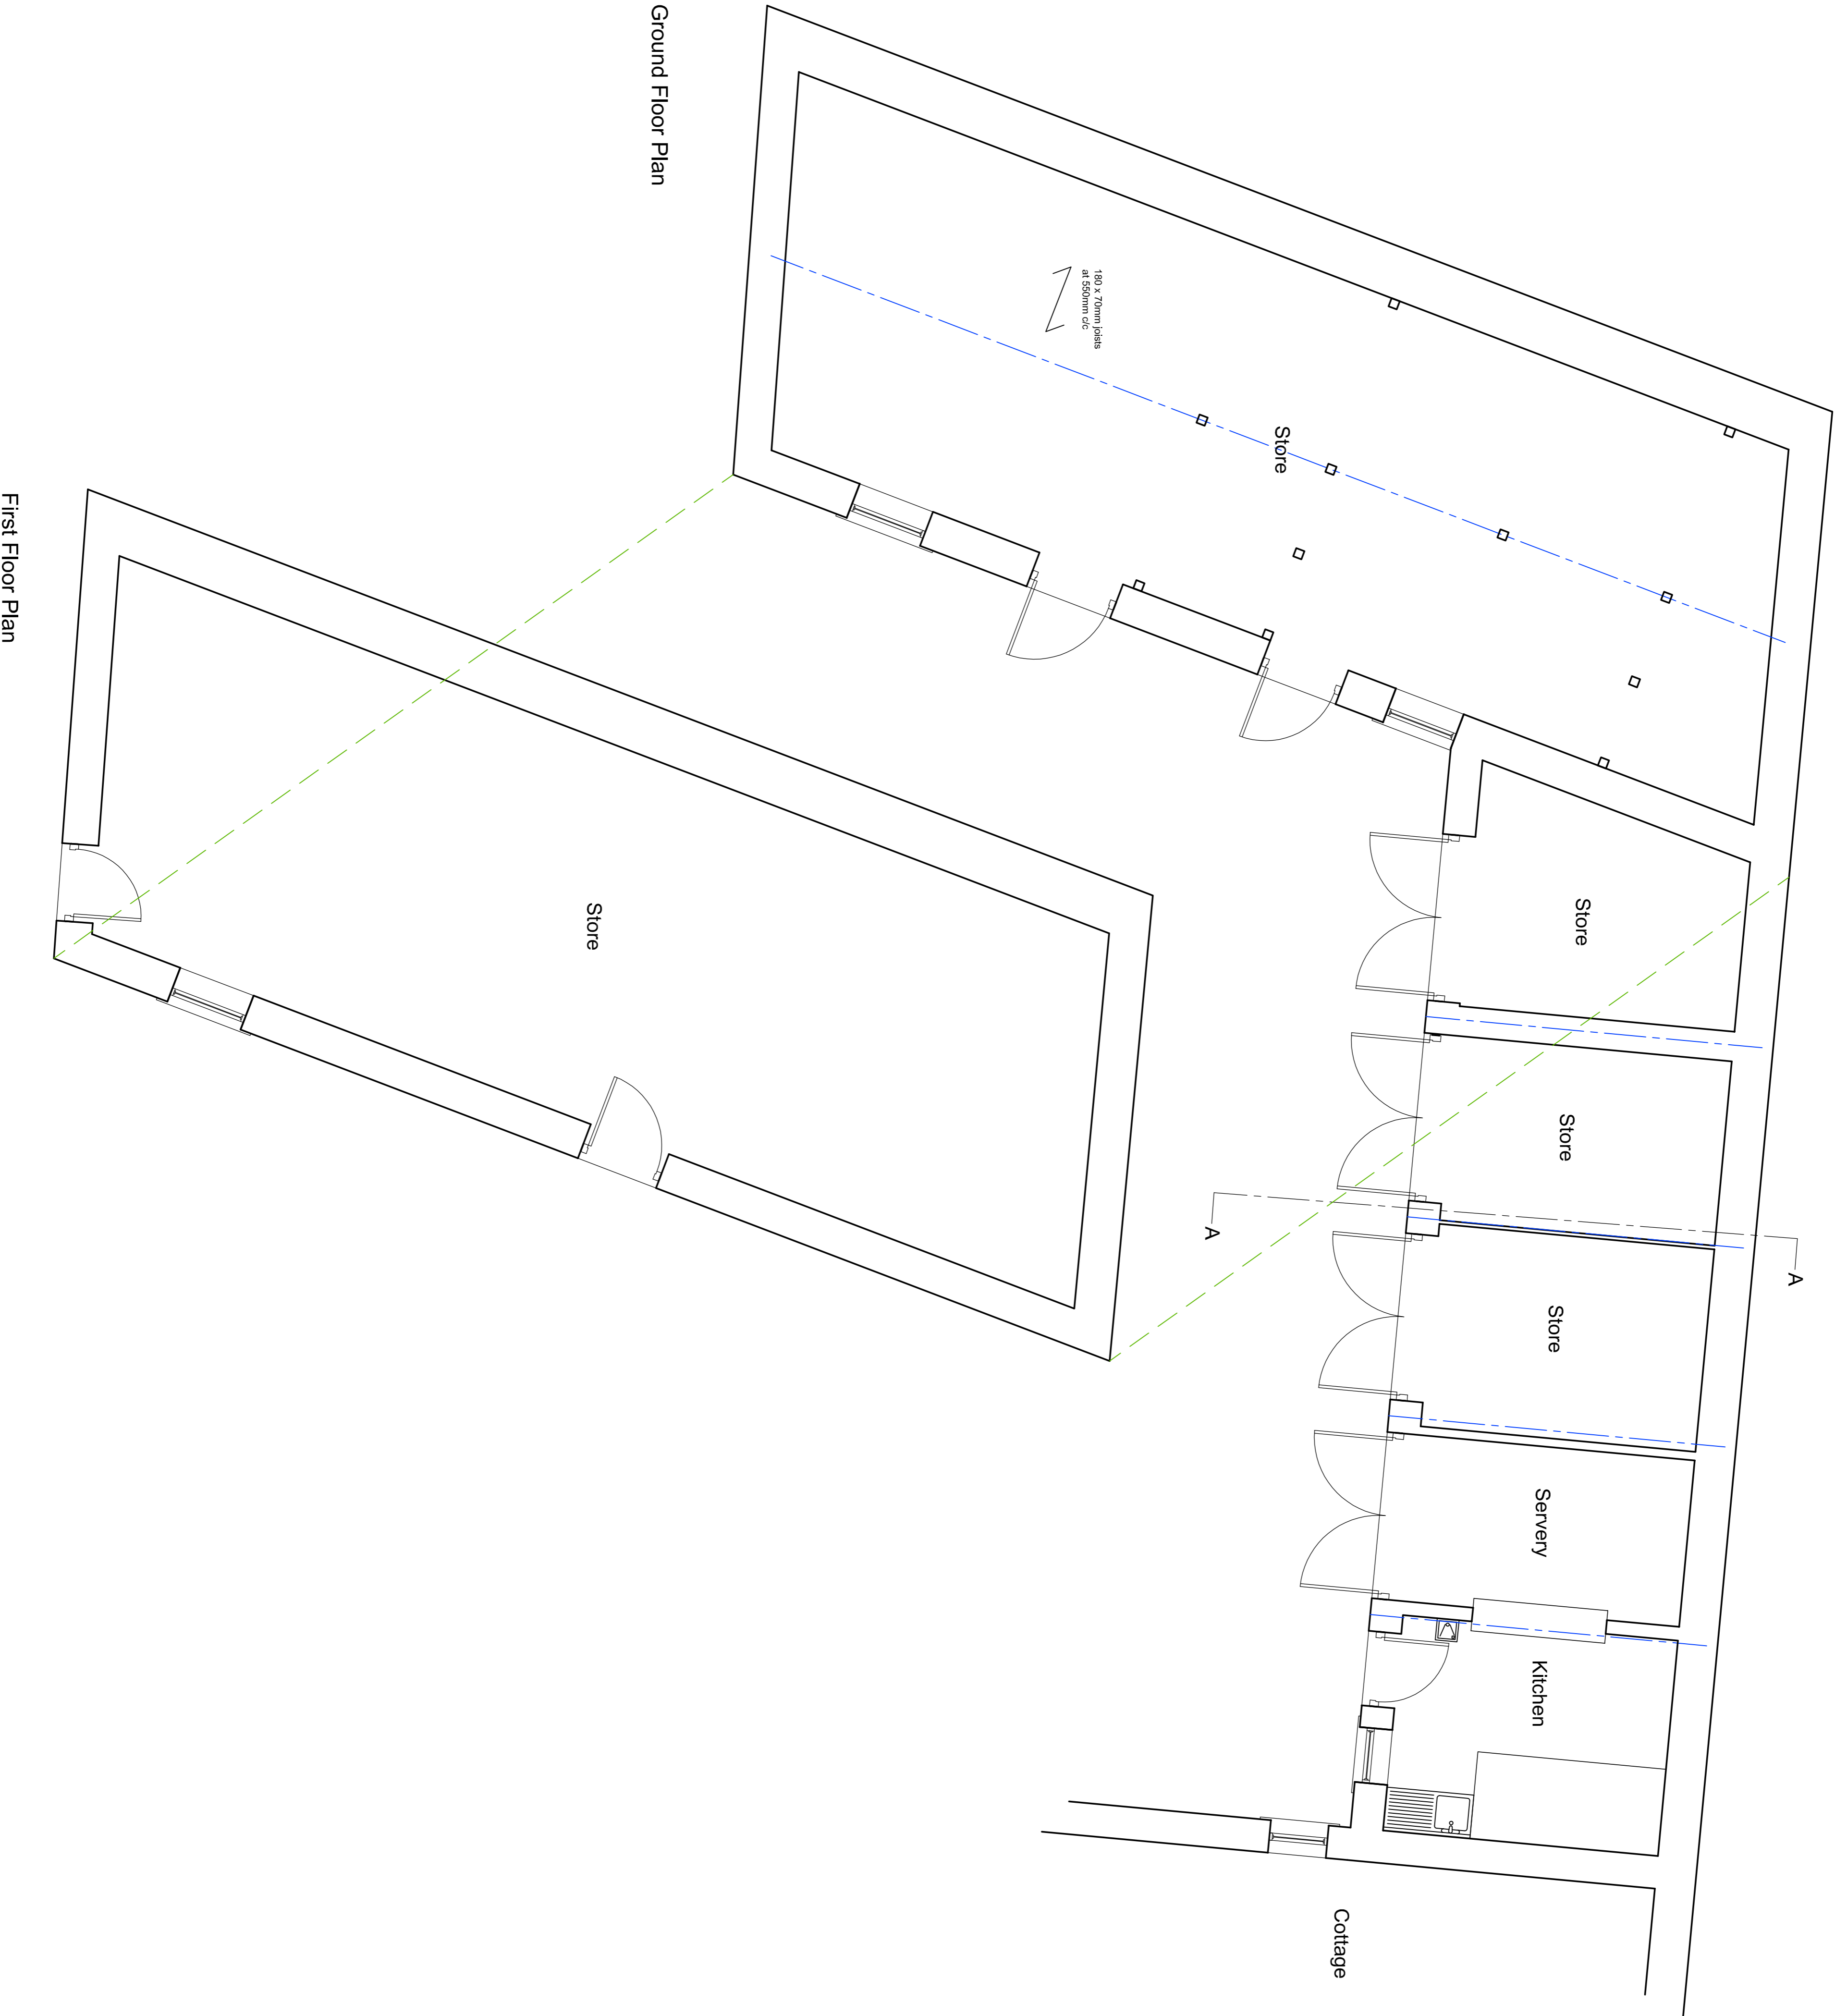 Ground Floor Plan
180 x 70mm joists
at 550mm c/c
Store
Store
Store
Store
Servery
Kitchen
Cottage
A
A
First Floor Plan
Store